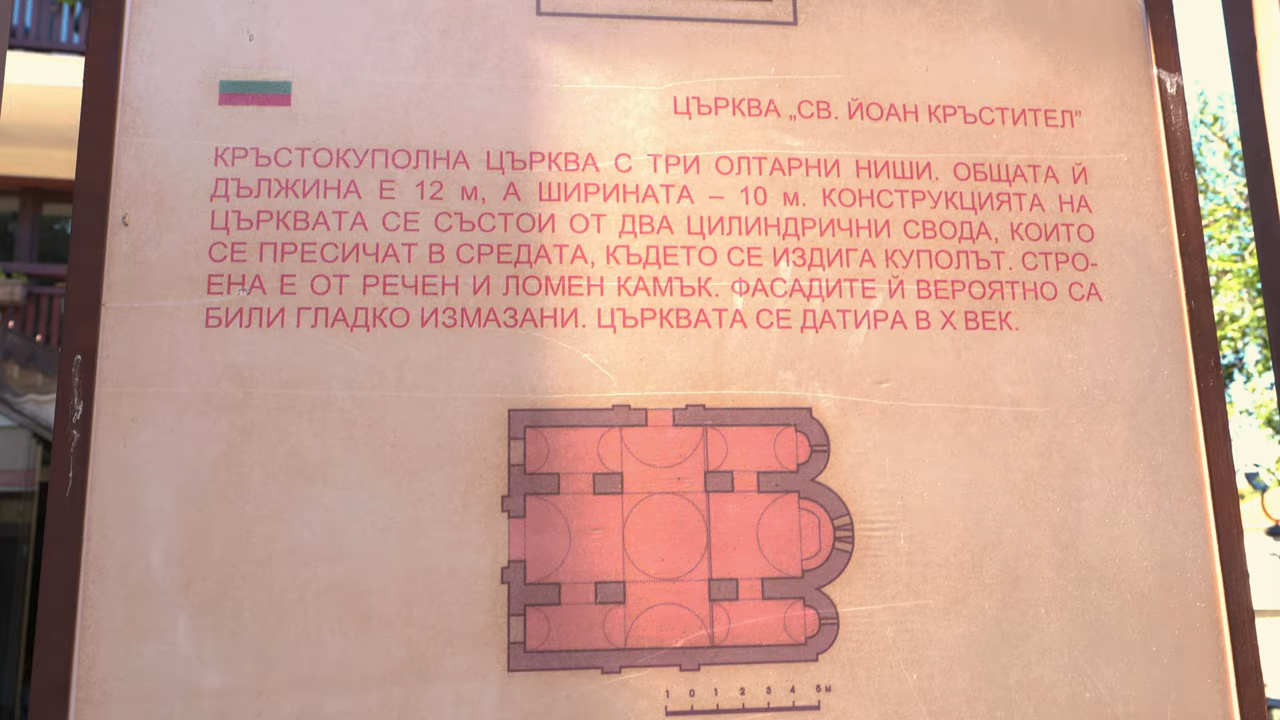 ЦЪРКВА „СВ. ЙОАН КРЪСТИТЕЛ”
КРЪСТОКУПОЛНА ЦЪРКВА С ТРИ ОЛТАРНИ НИШИ. ОБЩАТА Й
ДЪЛЖИНА Е 12 м, А ШИРИНАТА – 10 м. КОНСТРУКЦИЯТА НА
ЦЪРКВАТА СЕ СЪСТОИ ОТ ДВА ЦИЛИНДРИЧНИ СВОДА, КОИТО
СЕ ПРЕСИЧАТ В СРЕДАТА, КЪДЕТО СЕ ИЗДИГА КУПОЛЪТ. СТРО-
ЕНА Е ОТ РЕЧЕН И ЛОМЕН КАМЪК. ФАСАДИТЕ Й ВЕРОЯТНО СА
БИЛИ ГЛАДКО ИЗМАЗАНИ. ЦЪРКВАТА СЕ ДАТИРА В X ВЕК.
1 0 1 2 3 4 5 м